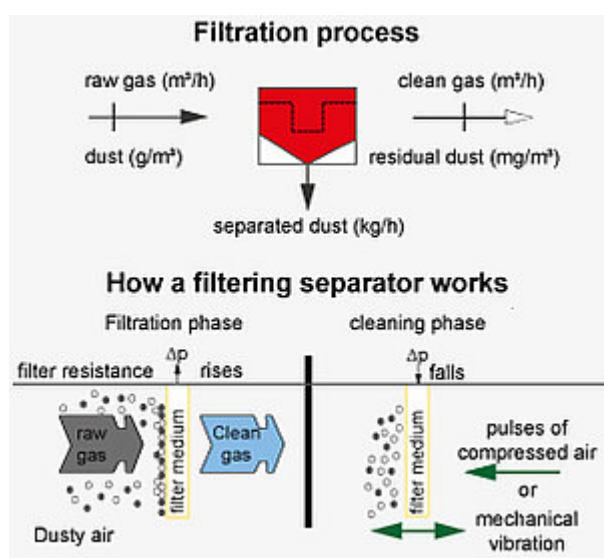 Filtration process
raw gas (m³/h)
clean gas (m³/h)
dust (g/m³)
residual dust (mg/m³)
separated dust (kg/h)
How a filtering separator works
Filtration phase
cleaning phase
filter resistance
Δp
rises
Δp
falls
raw
gas
filter medium
Clean
gas
filter medium
pulses of
compressed air
or
mechanical
vibration
Dusty air